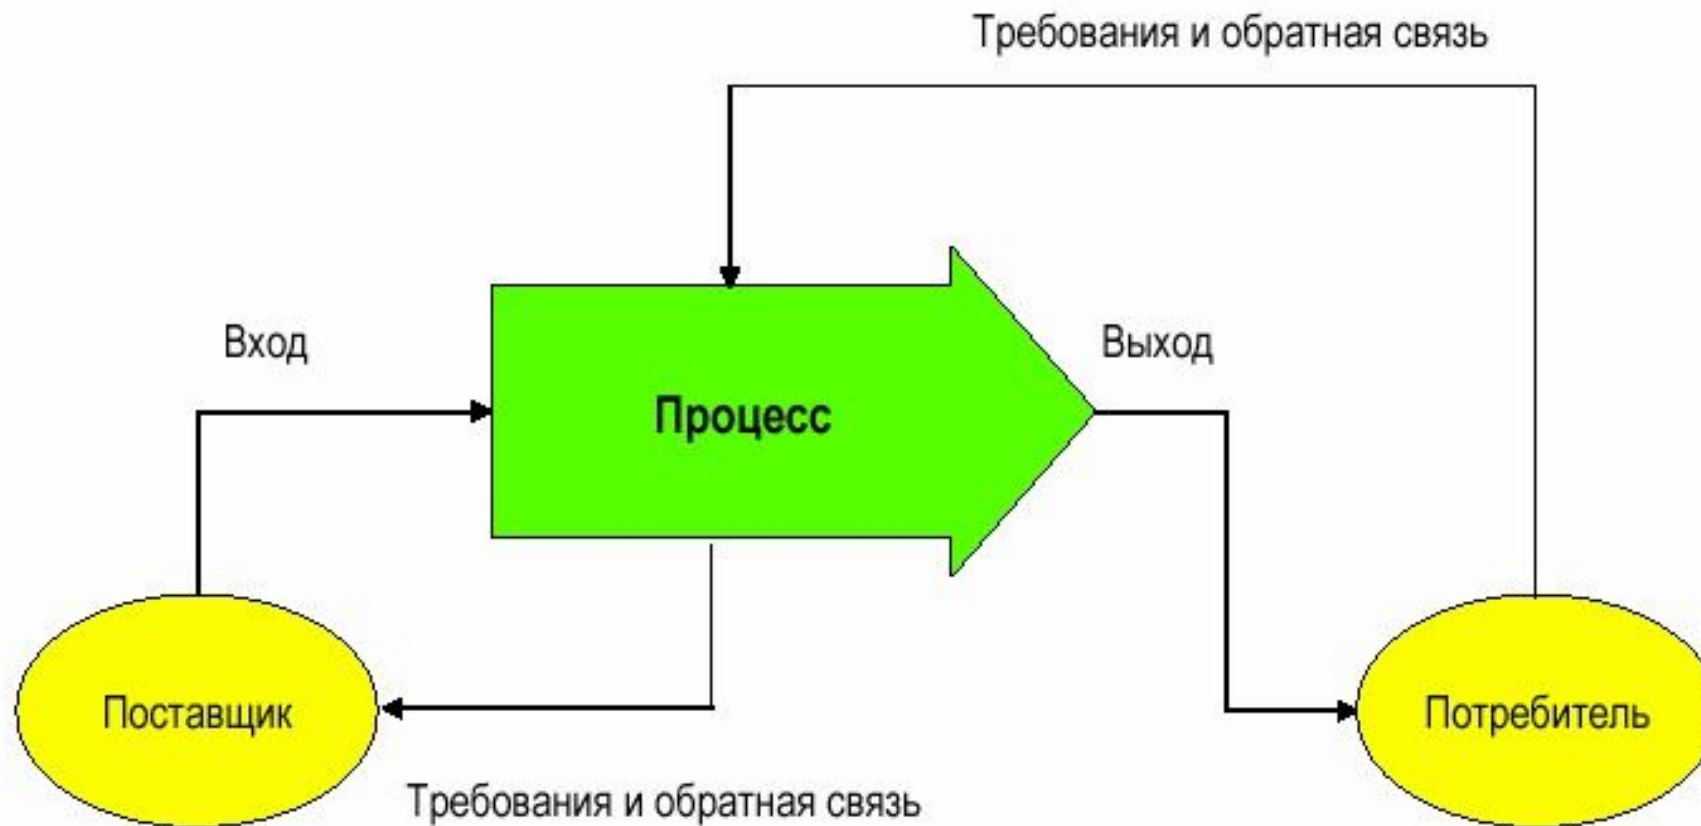 Требования и обратная связь
Вход
Выход
Процесс
Поставщик
Потребитель
Требования и обратная связь